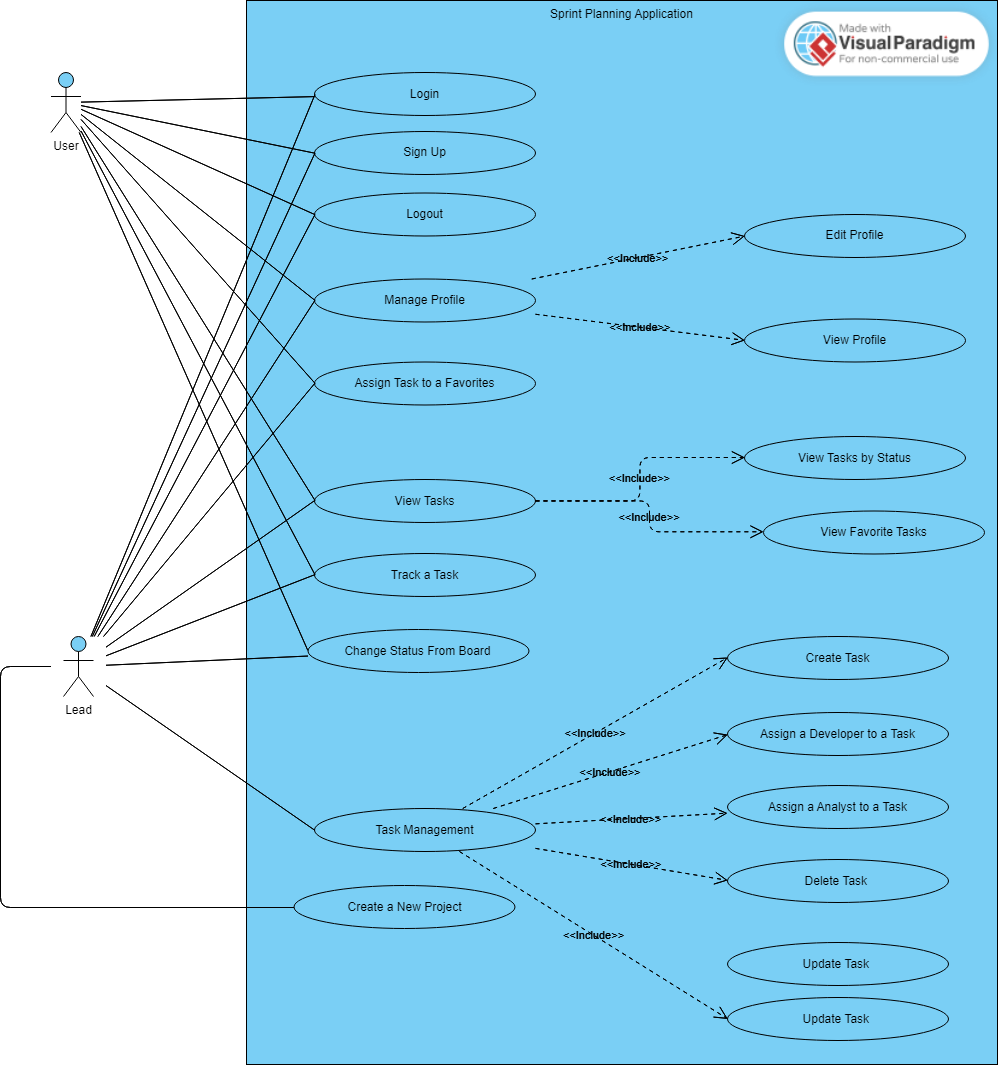 Sprint Planning Application
Made with
Visual Paradigm
For non-commercial use
User
Login
Sign Up
Logout
Manage Profile
<<Include>>
Edit Profile
<<Include>>
View Profile
Assign Task to a Favorites
View Tasks
<<Include>>
View Tasks by Status
<<Include>>
View Favorite Tasks
Track a Task
Change Status From Board
Lead
Create Task
<<Include>>
Assign a Developer to a Task
<<Include>>
Assign a Analyst to a Task
<<Include>>
Task Management
<<Include>>
Delete Task
Create a New Project
<<Include>>
Update Task
Update Task